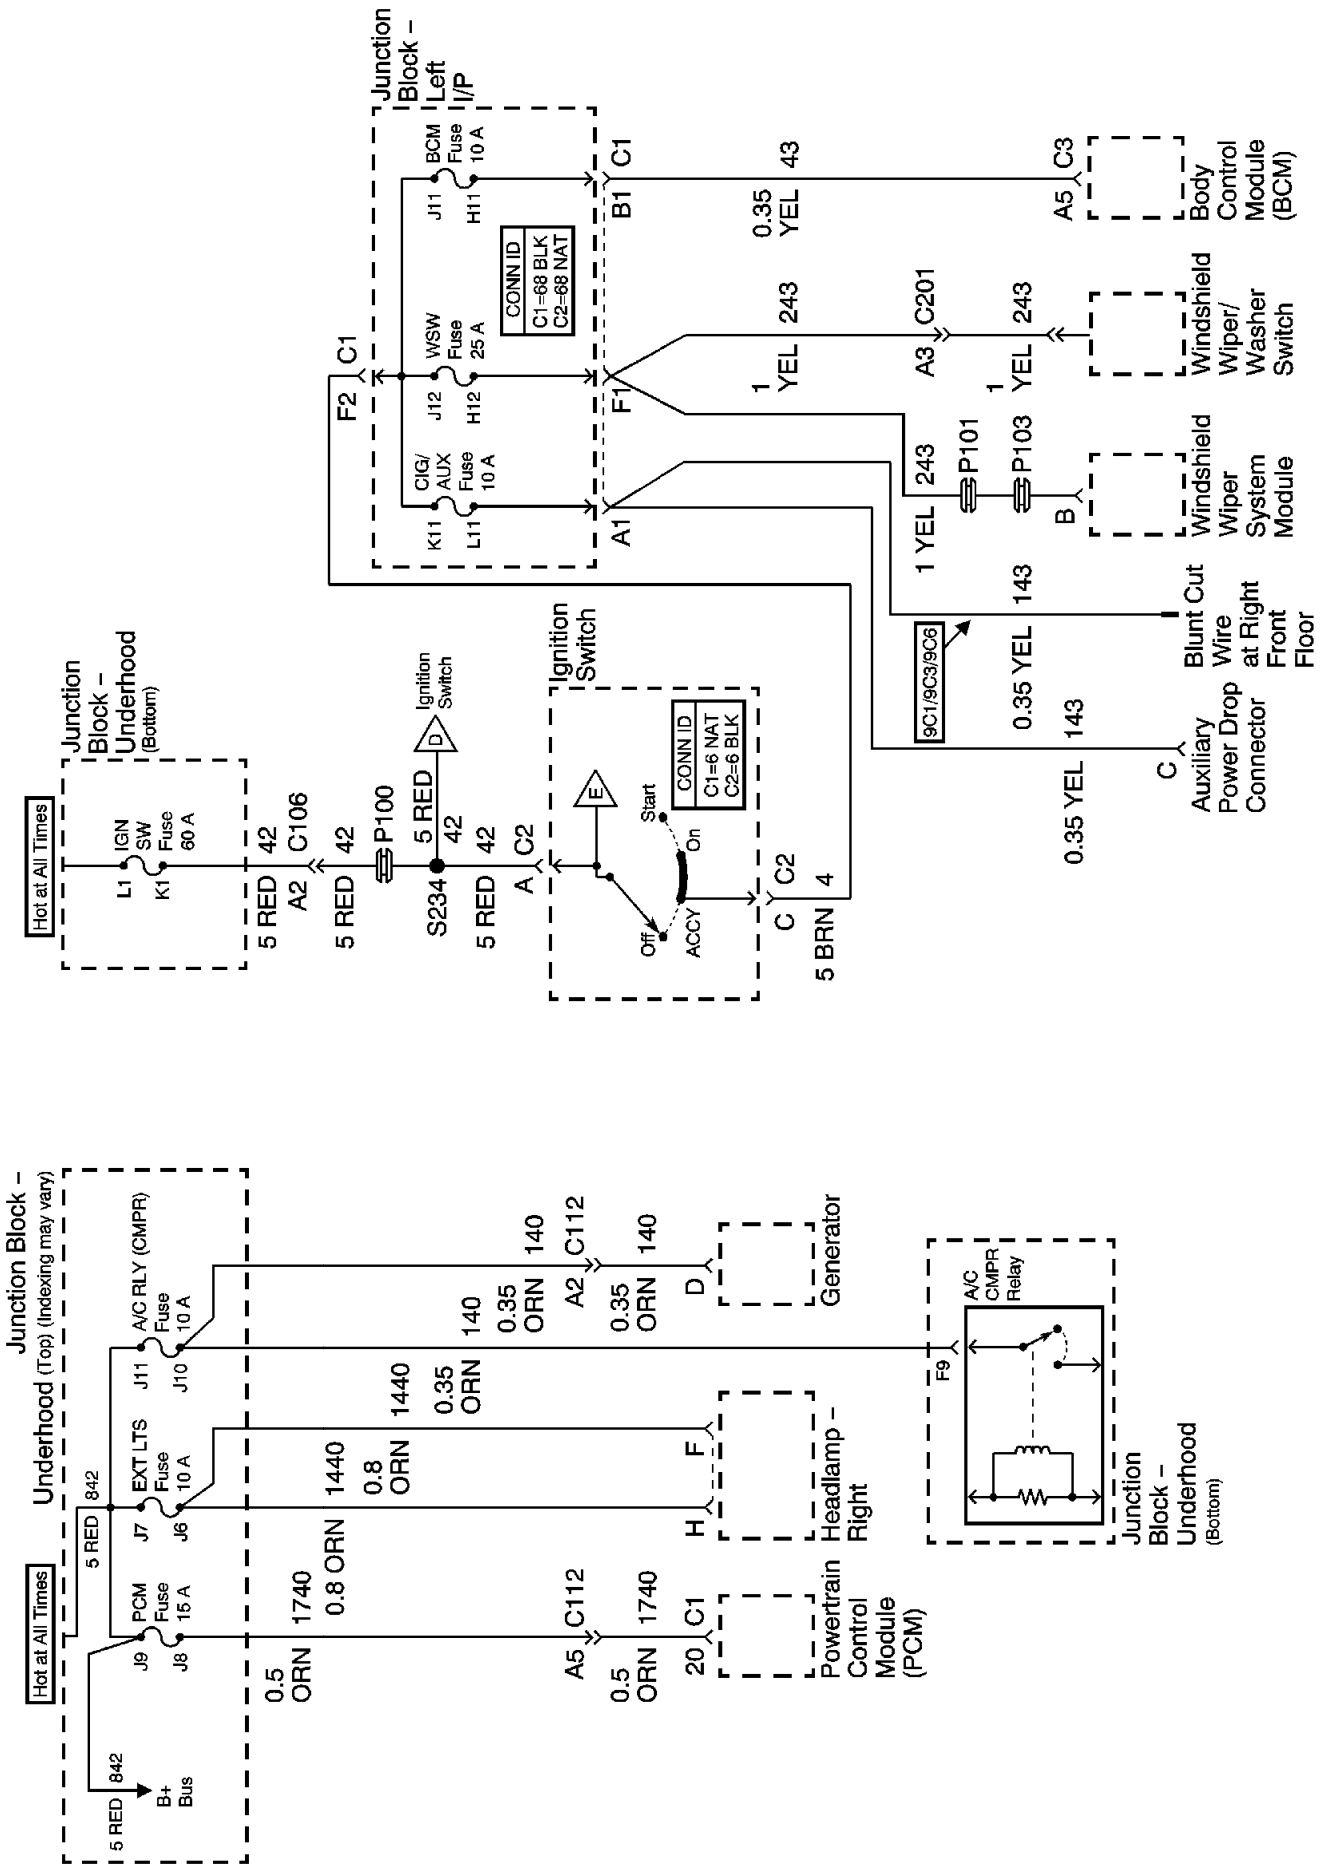 Junction Block –
Underhood (Top) (Indexing may vary)
Hot at All Times
5 RED 842
5 RED 842
B+
Bus
J9
J8
PCM
Fuse
15 A
J7
J6
EXT LTS
Fuse
10 A
J11
J10
A/C RLY (CMPR)
Fuse
10 A
0.5
ORN
1740
0.8 ORN
1440
0.8
ORN
1440
0.35
ORN
140
0.35
ORN
140
A5
C112
A2
C112
0.5
ORN
1740
0.35
ORN
140
20
C1
H
F
D
Powertrain
Control
Module
(PCM)
Headlamp –
Right
Generator
F9
A/C
CMPR
Relay
Junction
Block –
Underhood
(Bottom)
Hot at All Times
Junction
Block –
Underhood
(Bottom)
L1
K1
IGN
SW
Fuse
60 A
5 RED
42
A2
C106
5 RED
42
P100
S234
5 RED
42
D
Ignition
Switch
5 RED
42
A
C2
Ignition
Switch
E
Off
ACCY
On
Start
CONN ID
C1=6 NAT
C2=6 BLK
C
C2
5 BRN
4
F2
C1
Junction
Block –
Left
I/P
K11
L11
CIG/
AUX
Fuse
10 A
J12
H12
WSW
Fuse
25 A
J11
H11
BCM
Fuse
10 A
CONN ID
C1=68 BLK
C2=68 NAT
A1
F1
B1
C1
0.35
YEL
43
1
YEL
243
A3
C201
1
YEL
243
1 YEL
243
P101
P103
B
9C1/9C3/9C6
0.35 YEL
143
0.35 YEL
143
C
A5
C3
Auxiliary
Power Drop
Connector
Blunt Cut
Wire
at Right
Front
Floor
Windshield
Wiper
System
Module
Windshield
Wiper/
Washer
Switch
Body
Control
Module
(BCM)